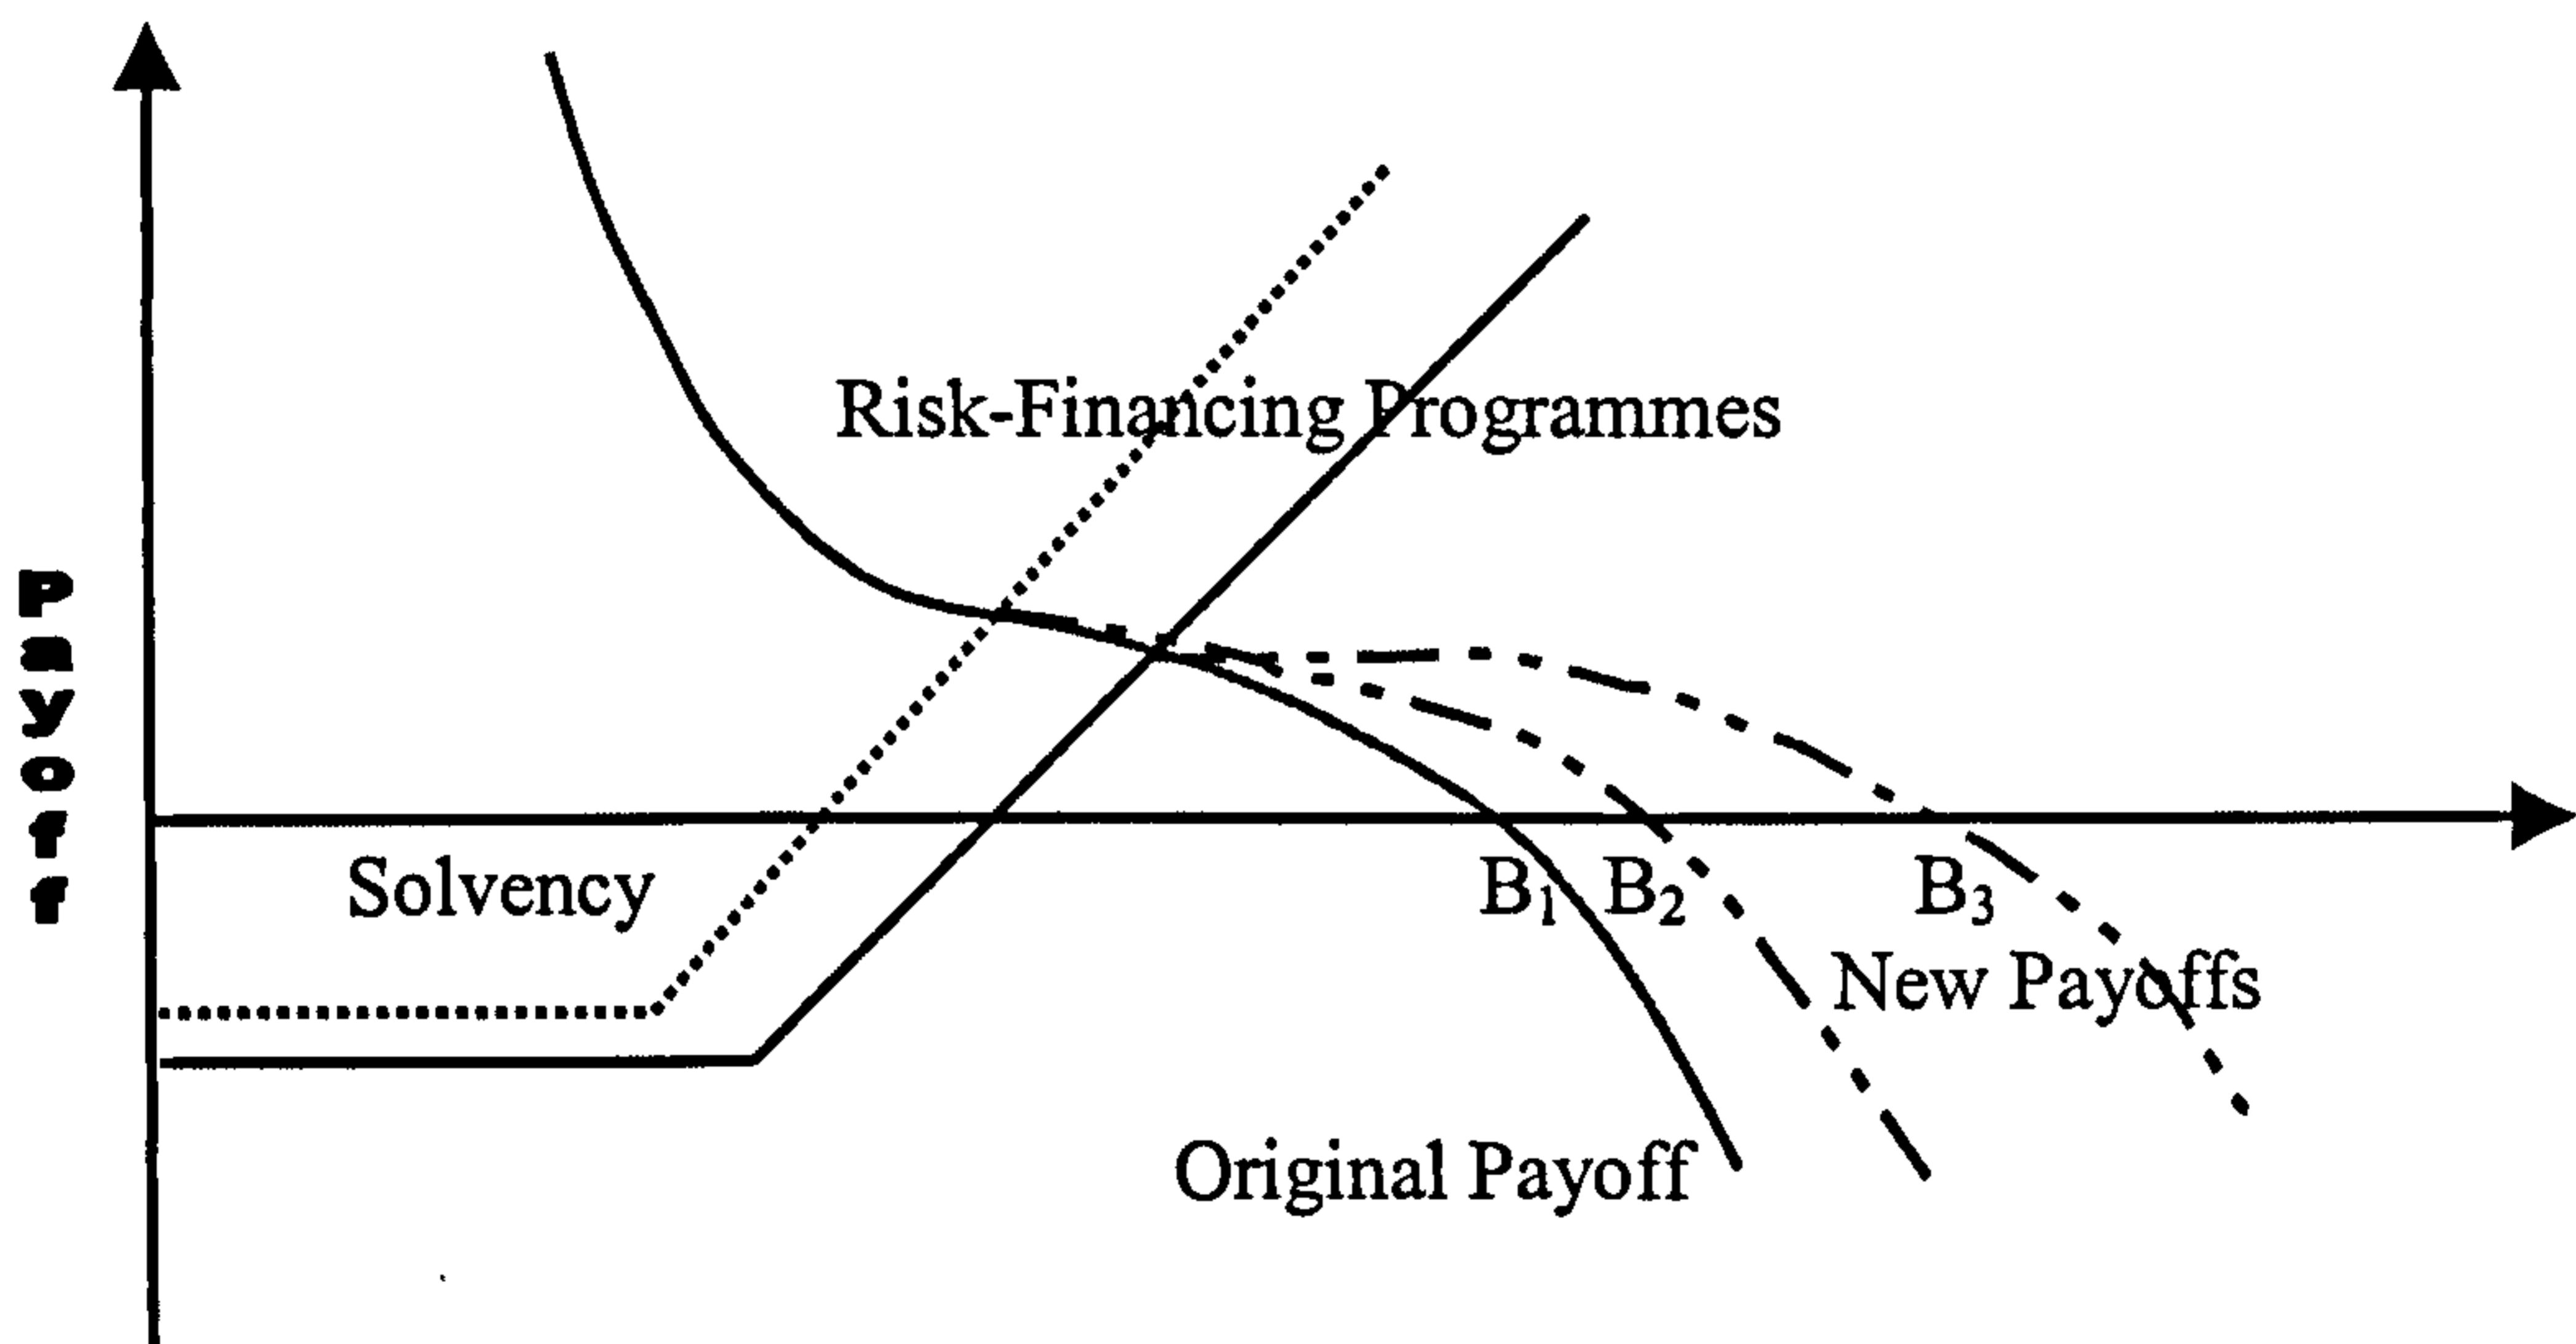 Risk-Financing Programmes
Payoff
Solvency
B1 B2 B3
New Payoffs
Original Payoff